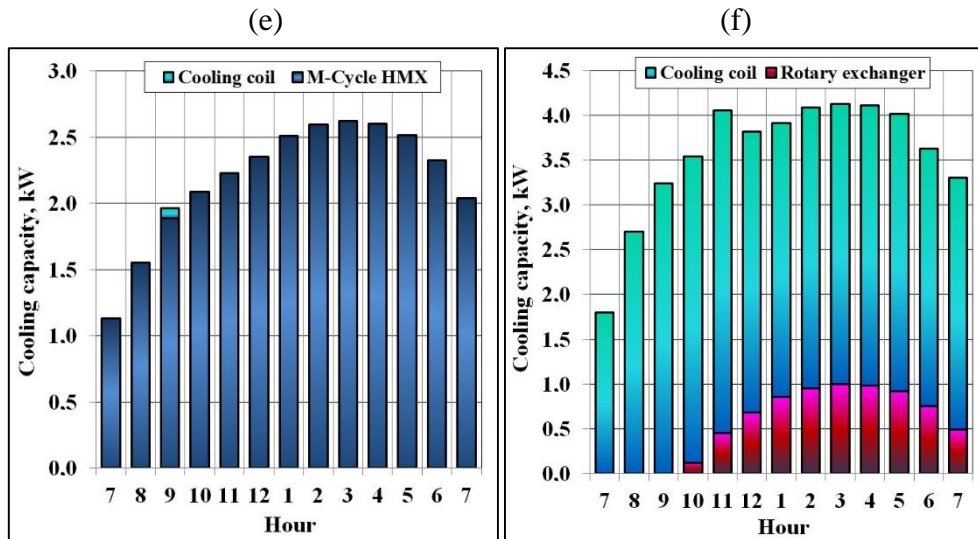 (e)
Cooling coil M-Cycle HMX
3.0
2.5
2.0
1.5
1.0
0.5
0.0
Cooling capacity, kW
7 8 9 10 11 12 1 2 3 4 5 6 7
Hour
(f)
Cooling coil Rotary exchanger
4.5
4.0
3.5
3.0
2.5
2.0
1.5
1.0
0.5
0.0
Cooling capacity, kW
7 8 9 10 11 12 1 2 3 4 5 6 7
Hour